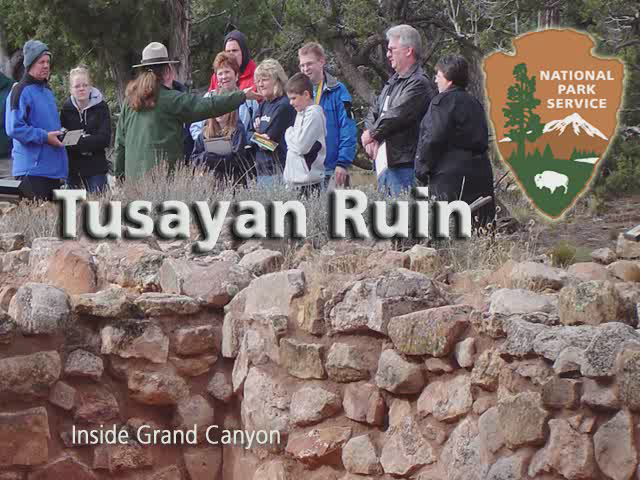 NATIONAL
PARK
SERVICE
Tusayan Ruin
Inside Grand Canyon